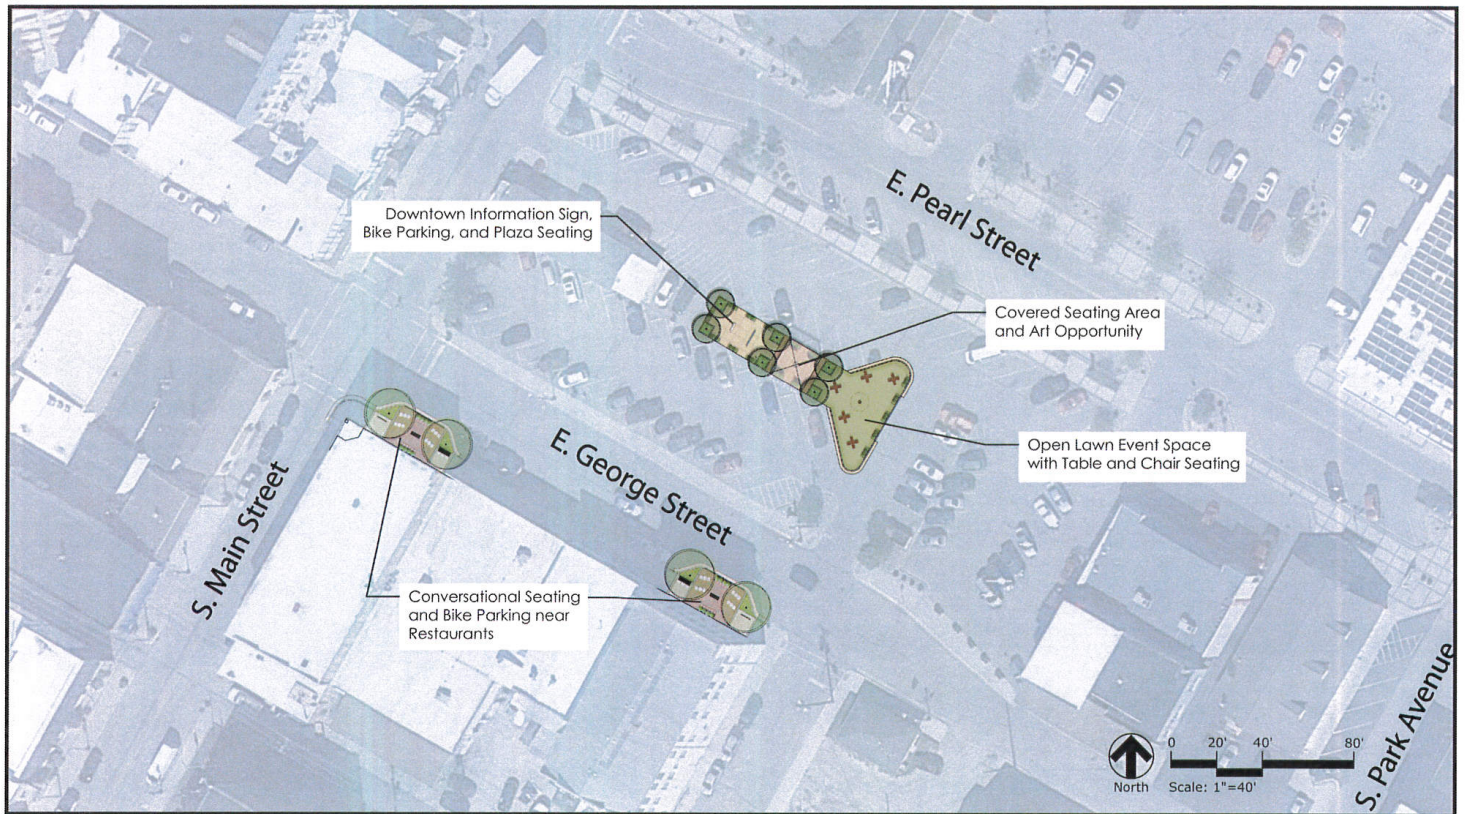 E. Pearl Street
Downtown Information Sign,
Bike Parking, and Plaza Seating
Covered Seating Area
and Art Opportunity
Open Lawn Event Space
with Table and Chair Seating
E. George Street
S. Main Street
Conversational Seating
and Bike Parking near
Restaurants
S. Park Avenue
0 20' 40' 80'
North Scale: 1"=40'